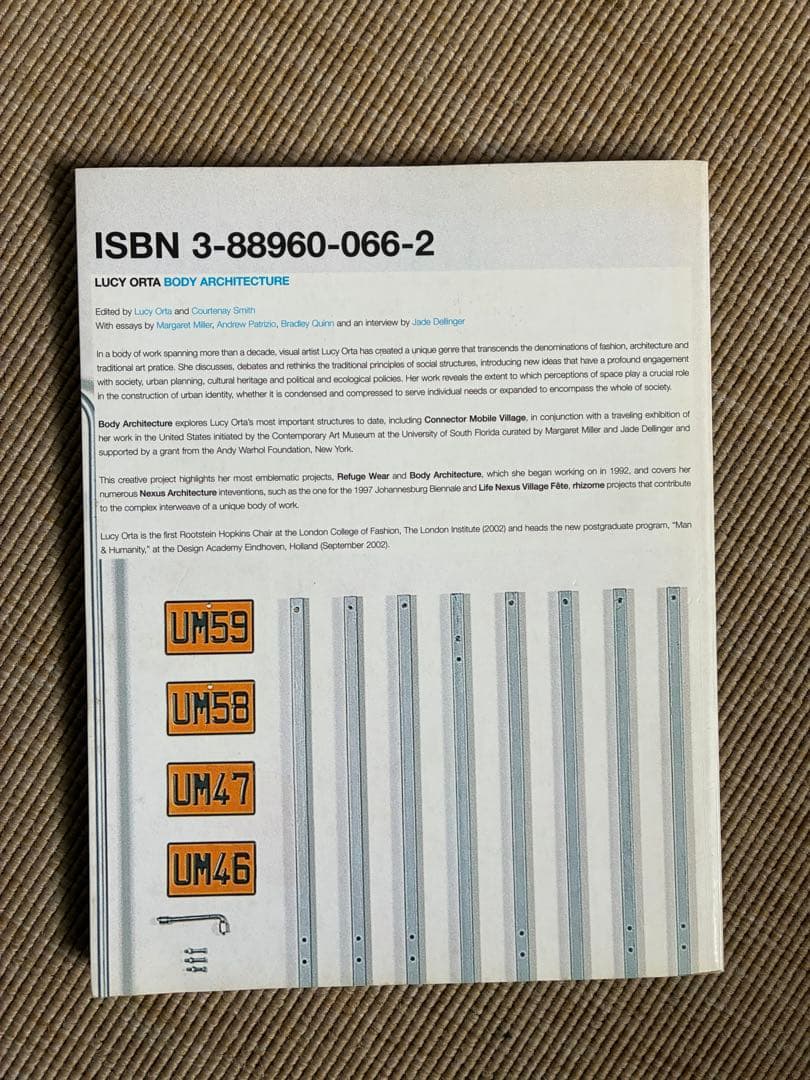 ISBN 3-88960-066-2
LUCY ORTA BODY ARCHITECTURE
Edited by Lucy Orta and Courtenay Smith
With essays by Margaret Miller, Andrew Patrizio, Bradley Quinn and an interview by Jade Dellinger
In a body of work spanning more than a decade, visual artist Lucy Orta has created a unique genre that transcends the denominations of fashion, architecture and
traditional art pratice. She discusses, debates and rethinks the traditional principles of social structures, introducing new ideas that have a profound engagement
with society, urban planning, cultural heritage and political and ecological policies. Her work reveals the extent to which perceptions of space play a crucial role
in the construction of urban identity, whether it is condensed and compressed to serve individual needs or expanded to encompass the whole of society.
Body Architecture explores Lucy Orta's most important structures to date, including Connector Mobile Village, in conjunction with a traveling exhibition of
her work in the United States initiated by the Contemporary Art Museum at the University of South Florida curated by Margaret Miller and Jade Dellinger and
supported by a grant from the Andy Warhol Foundation, New York.
This creative project highlights her most emblematic projects, Refuge Wear and Body Architecture, which she began working on in 1992, and covers her
numerous Nexus Architecture inteventions, such as the one for the 1997 Johannesburg Biennale and Life Nexus Village Fête, rhizome projects that contribute
to the complex interweave of a unique body of work.
Lucy Orta is the first Rootstein Hopkins Chair at the London College of Fashion, The London Institute (2002) and heads the new postgraduate program, "Man
& Humanity," at the Design Academy Eindhoven, Holland (September 2002).
UM59
UM58
UM47
UM46